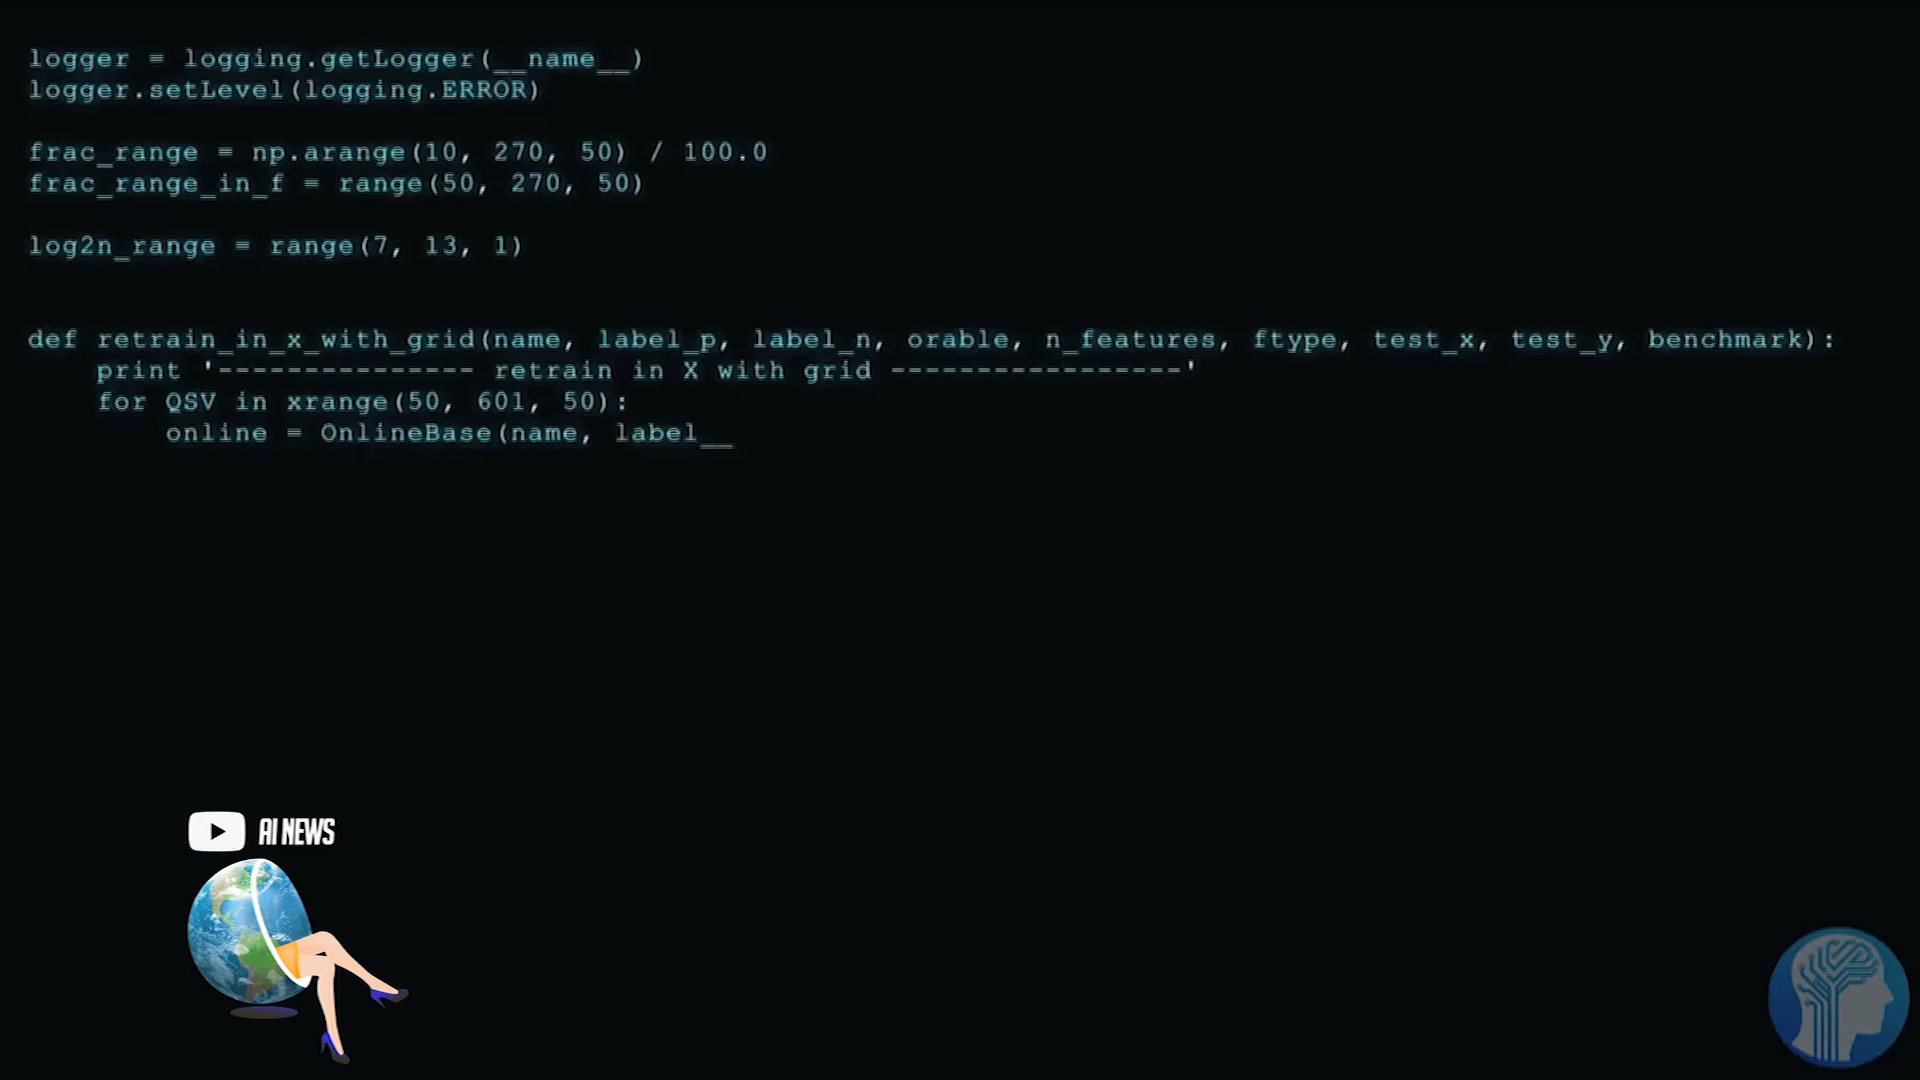 logger = logging.getLogger(__name__)
logger.setLevel(logging.ERROR)
frac_range = np.arange(10, 270, 50) / 100.0
frac_range_in_f = range(50, 270, 50)
log2n_range = range(7, 13, 1)
def retrain_in_x_with_grid(name, label_p, label_n, orable, n_features, ftype, test_x, test_y, benchmark):
print '--------------- retrain in X with grid -----------------'
for QSV in xrange(50, 601, 50):
online = OnlineBase(name, label__
AI NEWS